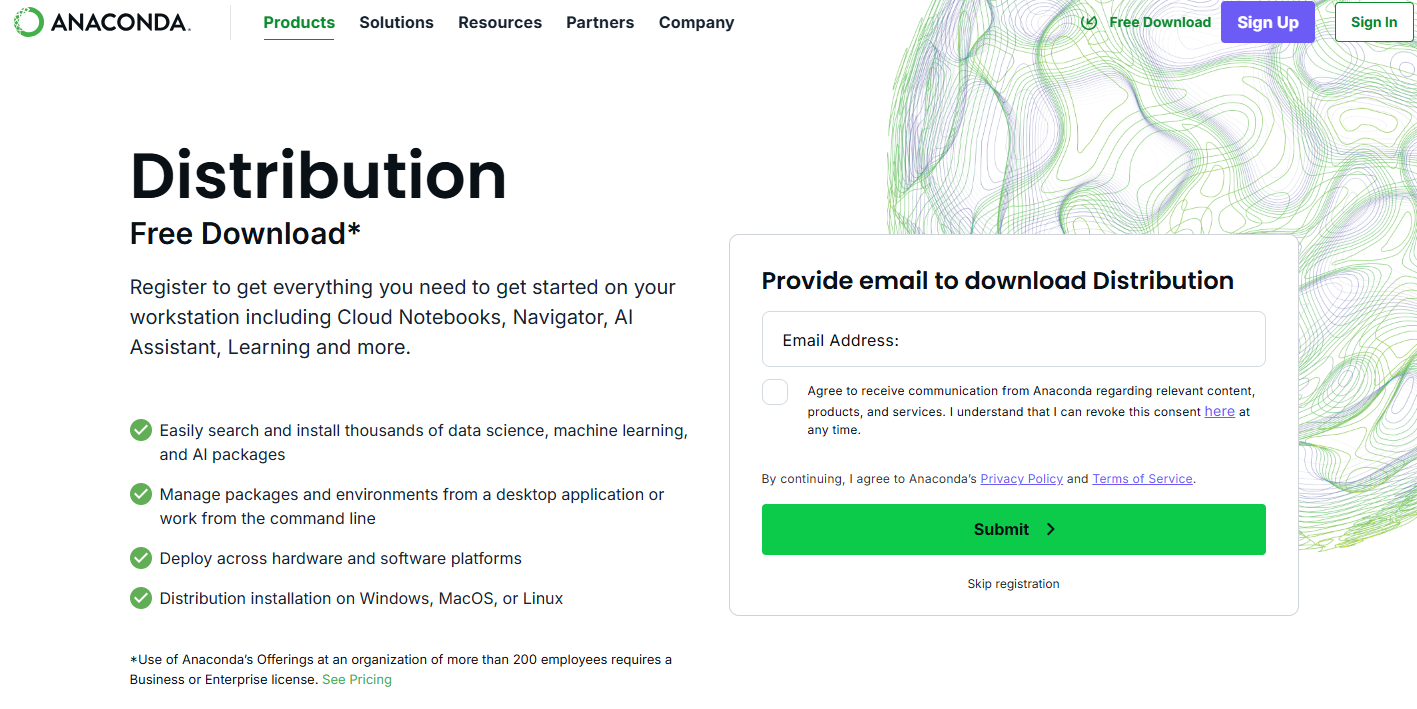 ANACONDA.
Products
Solutions
Resources
Partners
Company
Free Download
Sign Up
Sign In
Distribution
Free Download*
Register to get everything you need to get started on your
workstation including Cloud Notebooks, Navigator, AI
Assistant, Learning and more.
Easily search and install thousands of data science, machine learning,
and AI packages
Manage packages and environments from a desktop application or
work from the command line
Deploy across hardware and software platforms
Distribution installation on Windows, MacOS, or Linux
*Use of Anaconda’s Offerings at an organization of more than 200 employees requires a
Business or Enterprise license. See Pricing
Provide email to download Distribution
Email Address:
Agree to receive communication from Anaconda regarding relevant content,
products, and services. I understand that I can revoke this consent here at
any time.
By continuing, I agree to Anaconda’s Privacy Policy and Terms of Service.
Submit
Skip registration